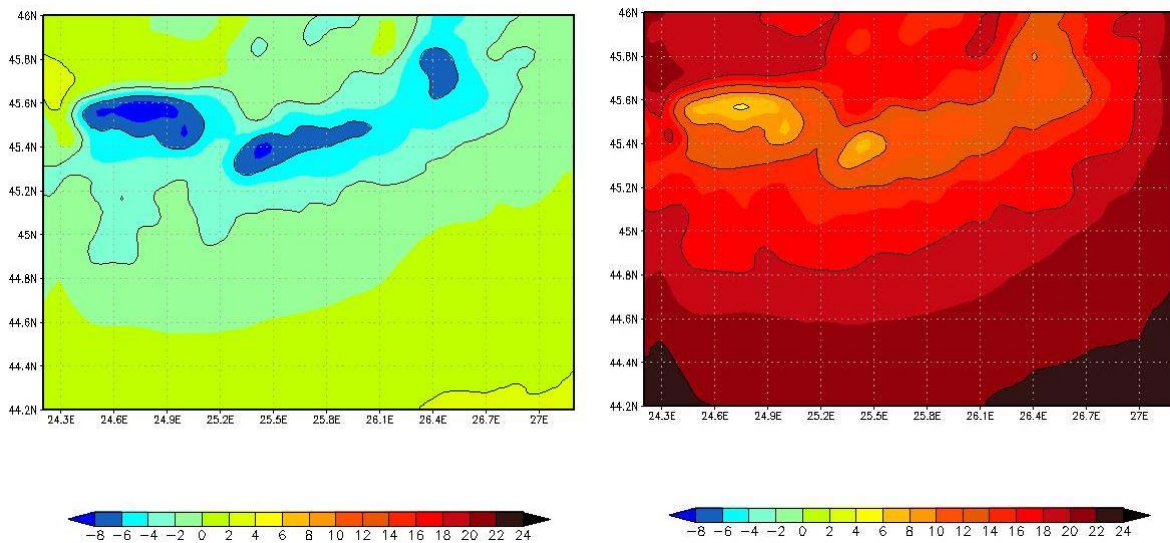 46N
45.8N
45.6N
45.4N
45.2N
45N
44.8N
44.6N
44.4N
44.2N
24.3E 24.6E 24.9E 25.2E 25.5E 25.8E 26.1E 26.4E 26.7E 27E
-8 -6 -4 -2 0 2 4 6 8 10 12 14 16 18 20 22 24
46N
45.8N
45.6N
45.4N
45.2N
45N
44.8N
44.6N
44.4N
44.2N
24.3E 24.6E 24.9E 25.2E 25.5E 25.8E 26.1E 26.4E 26.7E 27E
-8 -6 -4 -2 0 2 4 6 8 10 12 14 16 18 20 22 24